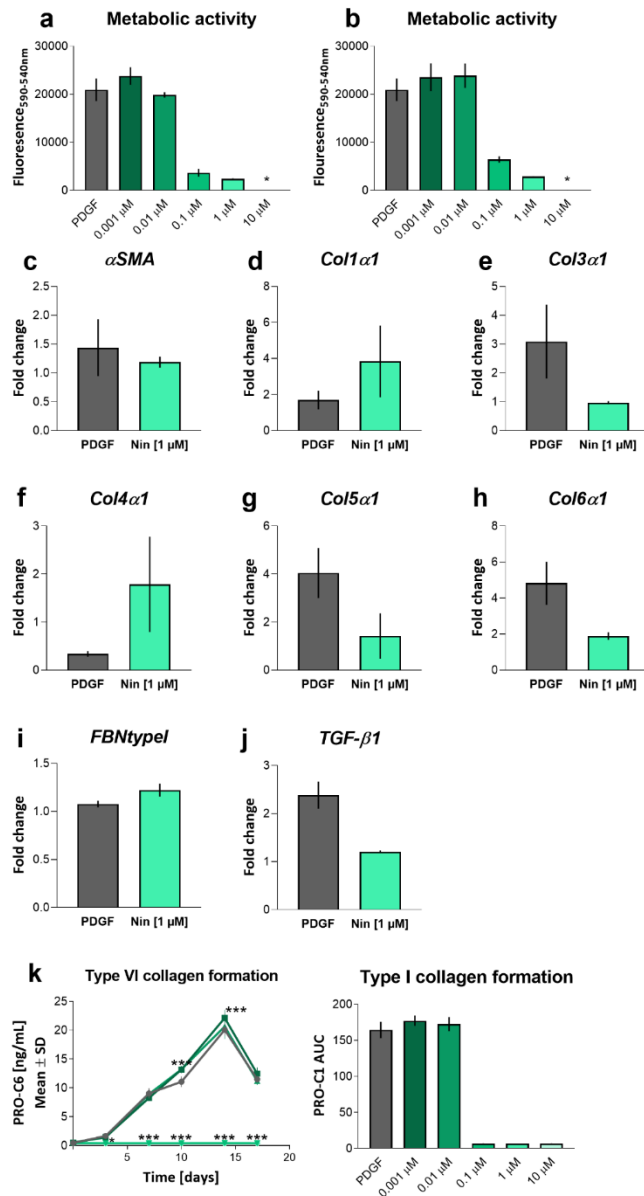 a Metabolic activity
Fluoresence590-540nm
30000
20000
10000
0
PDGF 0.001 µM 0.01 µM 0.1 µM 1 µM 10 µM
*
b Metabolic activity
Flouresence590-540nm
30000
20000
10000
0
PDGF 0.001 µM 0.01 µM 0.1 µM 1 µM 10 µM
*
c αSMA
Fold change
2.5
2.0
1.5
1.0
0.5
0.0
PDGF Nin [1 µM]
d Col1α1
Fold change
8
6
4
2
0
PDGF Nin [1 µM]
e Col3α1
Fold change
5
4
3
2
1
0
PDGF Nin [1 µM]
f Col4α1
Fold change
3
2
1
0
PDGF Nin [1 µM]
g Col5α1
Fold change
6
4
2
0
PDGF Nin [1 µM]
h Col6α1
Fold change
8
6
4
2
0
PDGF Nin [1 µM]
i FBNtypeI
Fold change
1.5
1.0
0.5
0.0
PDGF Nin [1 µM]
j TGF-β1
Fold change
3
2
1
0
PDGF Nin [1 µM]
k Type VI collagen formation
PRO-C6 [ng/mL]
Mean ± SD
25
20
15
10
5
0
***
***
* *** *** *** ***
0 5 10 15 20
Time [days]
Type I collagen formation
PRO-C1 AUC
200
150
100
50
0
PDGF 0.001 µM 0.01 µM 0.1 µM 1 µM 10 µM